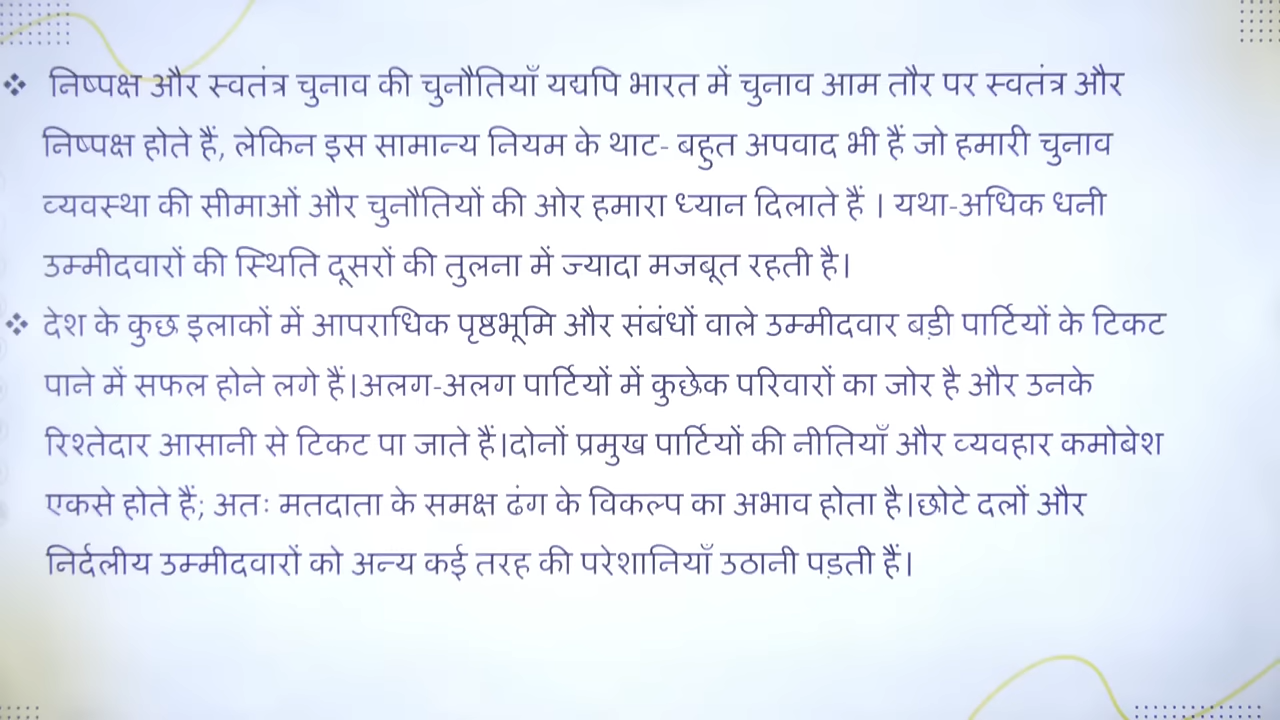 ❖ निष्पक्ष और स्वतंत्र चुनाव की चुनौतियाँ यद्यपि भारत में चुनाव आम तौर पर स्वतंत्र और
निष्पक्ष होते हैं, लेकिन इस सामान्य नियम के थाट- बहुत अपवाद भी हैं जो हमारी चुनाव
व्यवस्था की सीमाओं और चुनौतियों की ओर हमारा ध्यान दिलाते हैं । यथा-अधिक धनी
उम्मीदवारों की स्थिति दूसरों की तुलना में ज्यादा मजबूत रहती है।
❖ देश के कुछ इलाकों में आपराधिक पृष्ठभूमि और संबंधों वाले उम्मीदवार बड़ी पार्टियों के टिकट
पाने में सफल होने लगे हैं।अलग-अलग पार्टियों में कुछेक परिवारों का जोर है और उनके
रिश्तेदार आसानी से टिकट पा जाते हैं।दोनों प्रमुख पार्टियों की नीतियाँ और व्यवहार कमोबेश
एकसे होते हैं; अतः मतदाता के समक्ष ढंग के विकल्प का अभाव होता है।छोटे दलों और
निर्दलीय उम्मीदवारों को अन्य कई तरह की परेशानियाँ उठानी पड़ती हैं।